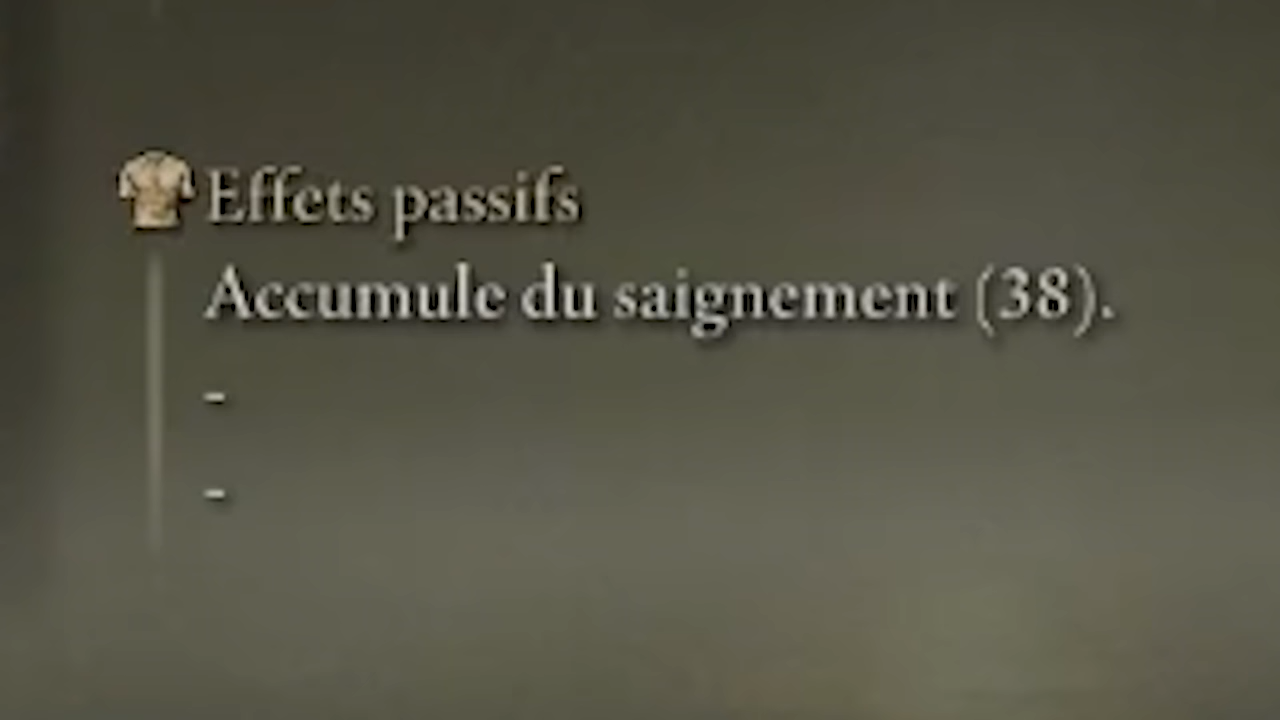 Effets passifs
Accumule du saignement (38).
-
-